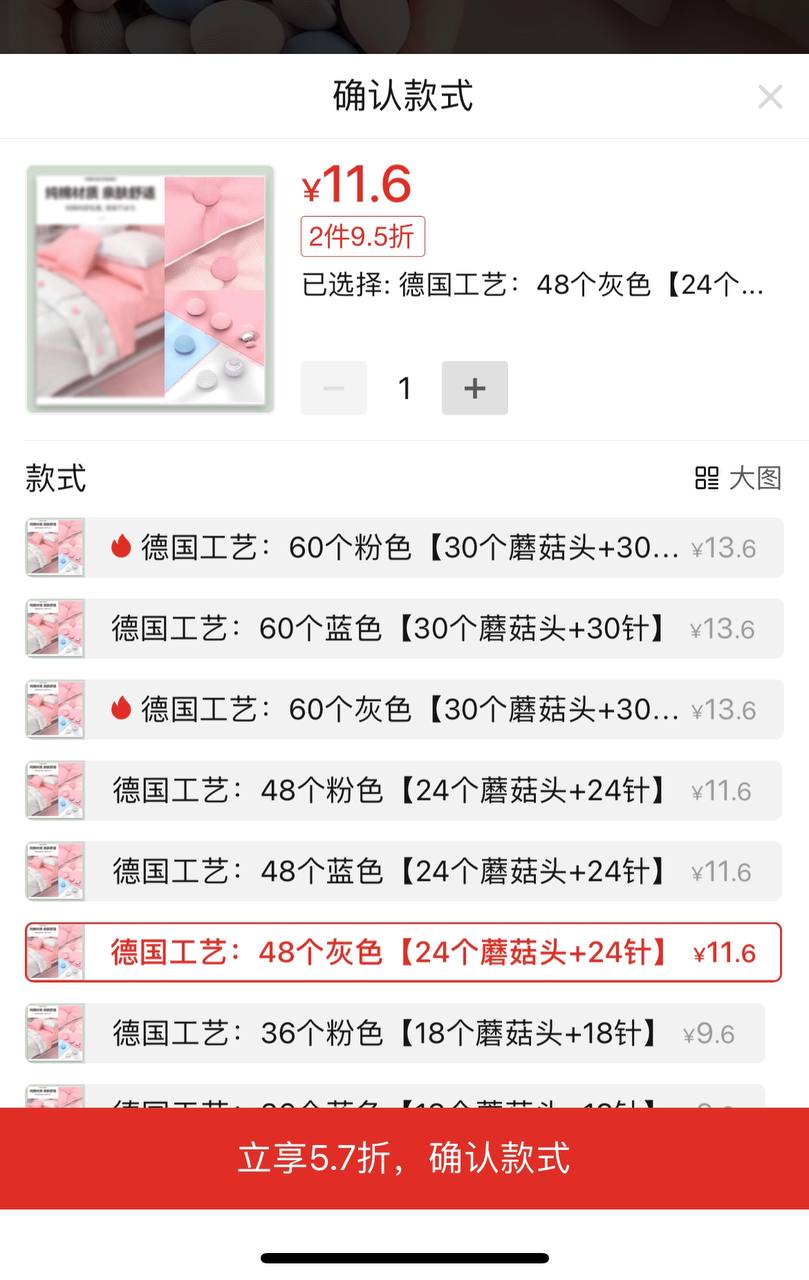 确认款式
纯棉材质 亲肤舒适
¥11.6
2件9.5折
已选择: 德国工艺：48个灰色【24个...
1
款式
大图
德国工艺：60个粉色【30个蘑菇头+30... ¥13.6
德国工艺：60个蓝色【30个蘑菇头+30针】 ¥13.6
德国工艺：60个灰色【30个蘑菇头+30... ¥13.6
德国工艺：48个粉色【24个蘑菇头+24针】 ¥11.6
德国工艺：48个蓝色【24个蘑菇头+24针】 ¥11.6
德国工艺：48个灰色【24个蘑菇头+24针】 ¥11.6
德国工艺：36个粉色【18个蘑菇头+18针】 ¥9.6
立享5.7折，确认款式